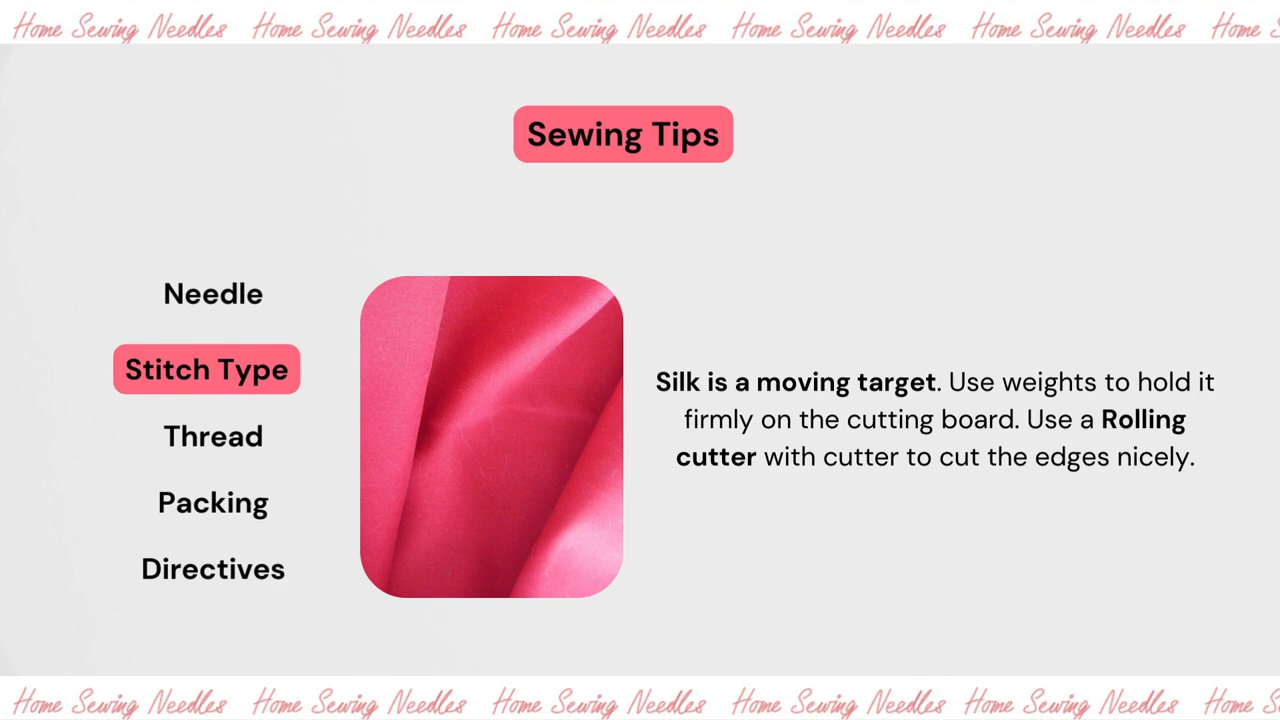 Home Sewing Needles Home Sewing Needles Home Sewing Needles Home Sewing Needles Home Sewing Needles Home S
Sewing Tips
Needle
Stitch Type
Thread
Packing
Directives
Silk is a moving target. Use weights to hold it
firmly on the cutting board. Use a Rolling
cutter with cutter to cut the edges nicely.
Home Sewing Needles Home Sewing Needles Home Sewing Needles Home Sewing Needles Home Sewing Needles Home S